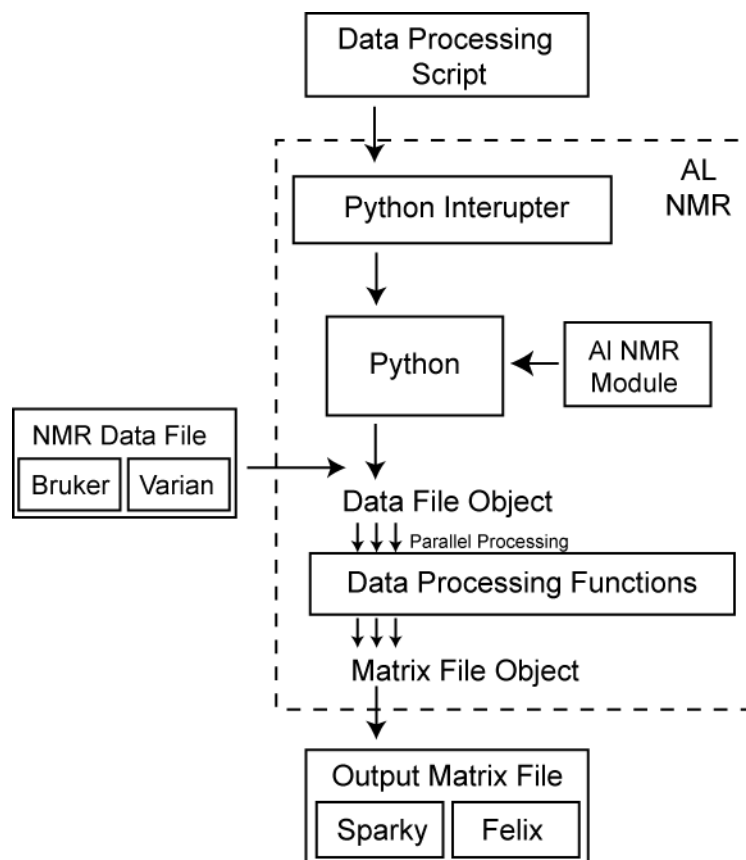 Data Processing
Script
AL
NMR
Python Interupter
Python
Al NMR
Module
NMR Data File
Bruker
Varian
Data File Object
Parallel Processing
Data Processing Functions
Matrix File Object
Output Matrix File
Sparky
Felix